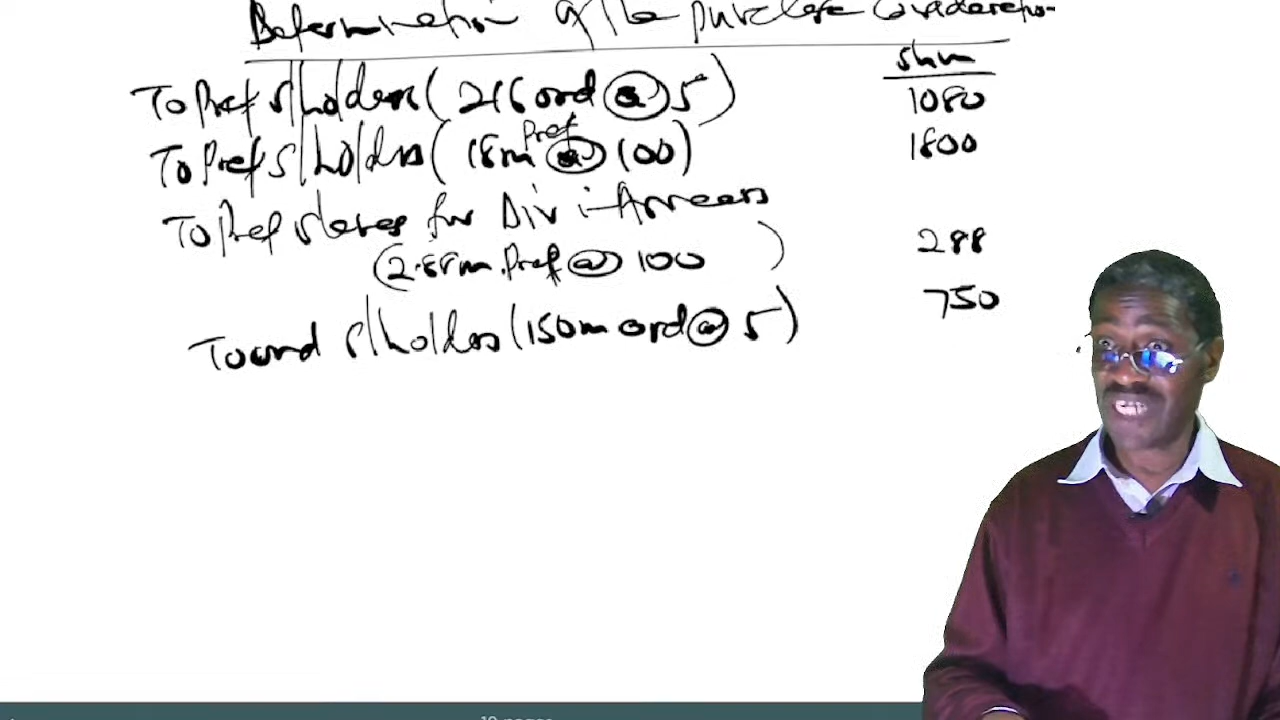 Determination of the purchase consideration
sh m
To Pref s/holders (216 ord @ 5) 1080
To Pref s/holders (18m Pref @ 100) 1800
To Pref shares for Div in Arrears
(2.88m. Pref @ 100) 288
To ord s/holders (150m ord @ 5) 750